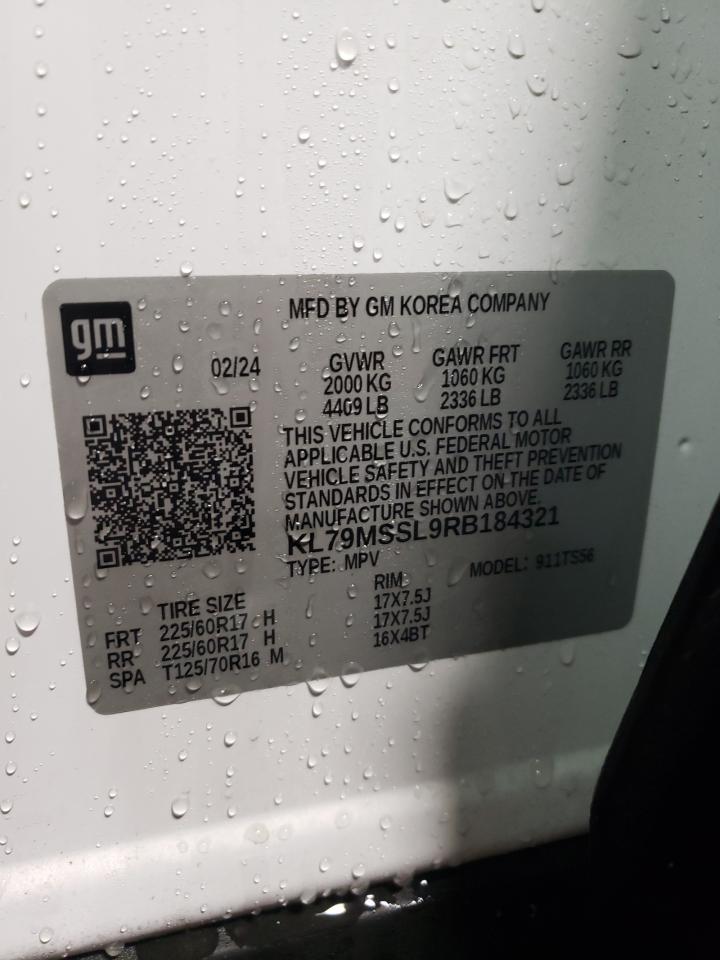 MFD BY GM KOREA COMPANY
gm
02/24
GVWR GAWR FRT GAWR RR
2000 KG 1060 KG 1060 KG
4409 LB 2336 LB 2336 LB
THIS VEHICLE CONFORMS TO ALL
APPLICABLE U.S. FEDERAL MOTOR
VEHICLE SAFETY AND THEFT PREVENTION
STANDARDS IN EFFECT ON THE DATE OF
MANUFACTURE SHOWN ABOVE.
KL79MSSL9RB184321
TYPE: MPV MODEL: 911TS56
TIRE SIZE RIM
FRT 225/60R17 H 17X7.5J
RR 225/60R17 H 17X7.5J
SPA T125/70R16 M 16X4BT